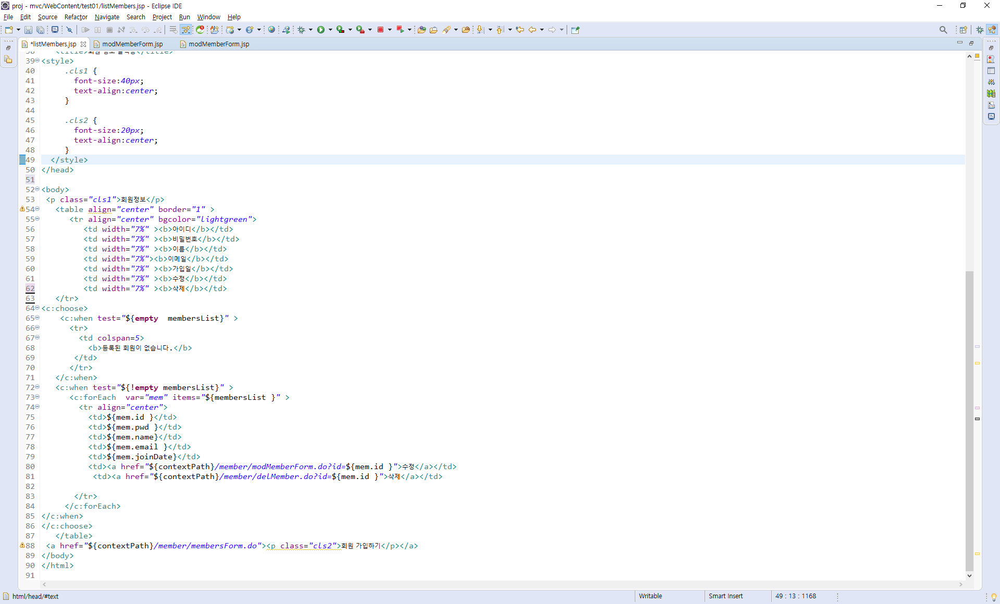 proj - mvc/WebContent/test01/listMembers.jsp - Eclipse IDE
File Edit Source Refactor Navigate Search Project Run Window Help
*listMembers.jsp modMemberForm.jsp modMemberForm.jsp
39 <style>
40 .cls1 {
41 font-size:40px;
42 text-align:center;
43 }
44
45 .cls2 {
46 font-size:20px;
47 text-align:center;
48 }
49 </style>
50 </head>
51
52 <body>
53 <p class="cls1">회원정보</p>
54 <table align="center" border="1" >
55 <tr align="center" bgcolor="lightgreen">
56 <td width="7%" ><b>아이디</b></td>
57 <td width="7%" ><b>비밀번호</b></td>
58 <td width="7%" ><b>이름</b></td>
59 <td width="7%"><b>이메일</b></td>
60 <td width="7%" ><b>가입일</b></td>
61 <td width="7%" ><b>수정</b></td>
62 <td width="7%" ><b>삭제</b></td>
63 </tr>
64 <c:choose>
65 <c:when test="${empty  membersList}" >
66 <tr>
67 <td colspan=5>
68 <b>등록된 회원이 없습니다.</b>
69 </td>
70 </tr>
71 </c:when>
72 <c:when test="${!empty membersList}" >
73 <c:forEach  var="mem" items="${membersList }" >
74 <tr align="center">
75 <td>${mem.id }</td>
76 <td>${mem.pwd }</td>
77 <td>${mem.name}</td>
78 <td>${mem.email }</td>
79 <td>${mem.joinDate}</td>
80 <td><a href="${contextPath}/member/modMemberForm.do?id=${mem.id }">수정</a></td>
81 <td><a href="${contextPath}/member/delMember.do?id=${mem.id }">삭제</a></td>
82
83 </tr>
84 </c:forEach>
85 </c:when>
86 </c:choose>
87 </table>
88 <a href="${contextPath}/member/membersForm.do"><p class="cls2">회원 가입하기</p></a>
89 </body>
90 </html>
91
html/head/#text Writable Smart Insert 49 : 13 : 1168